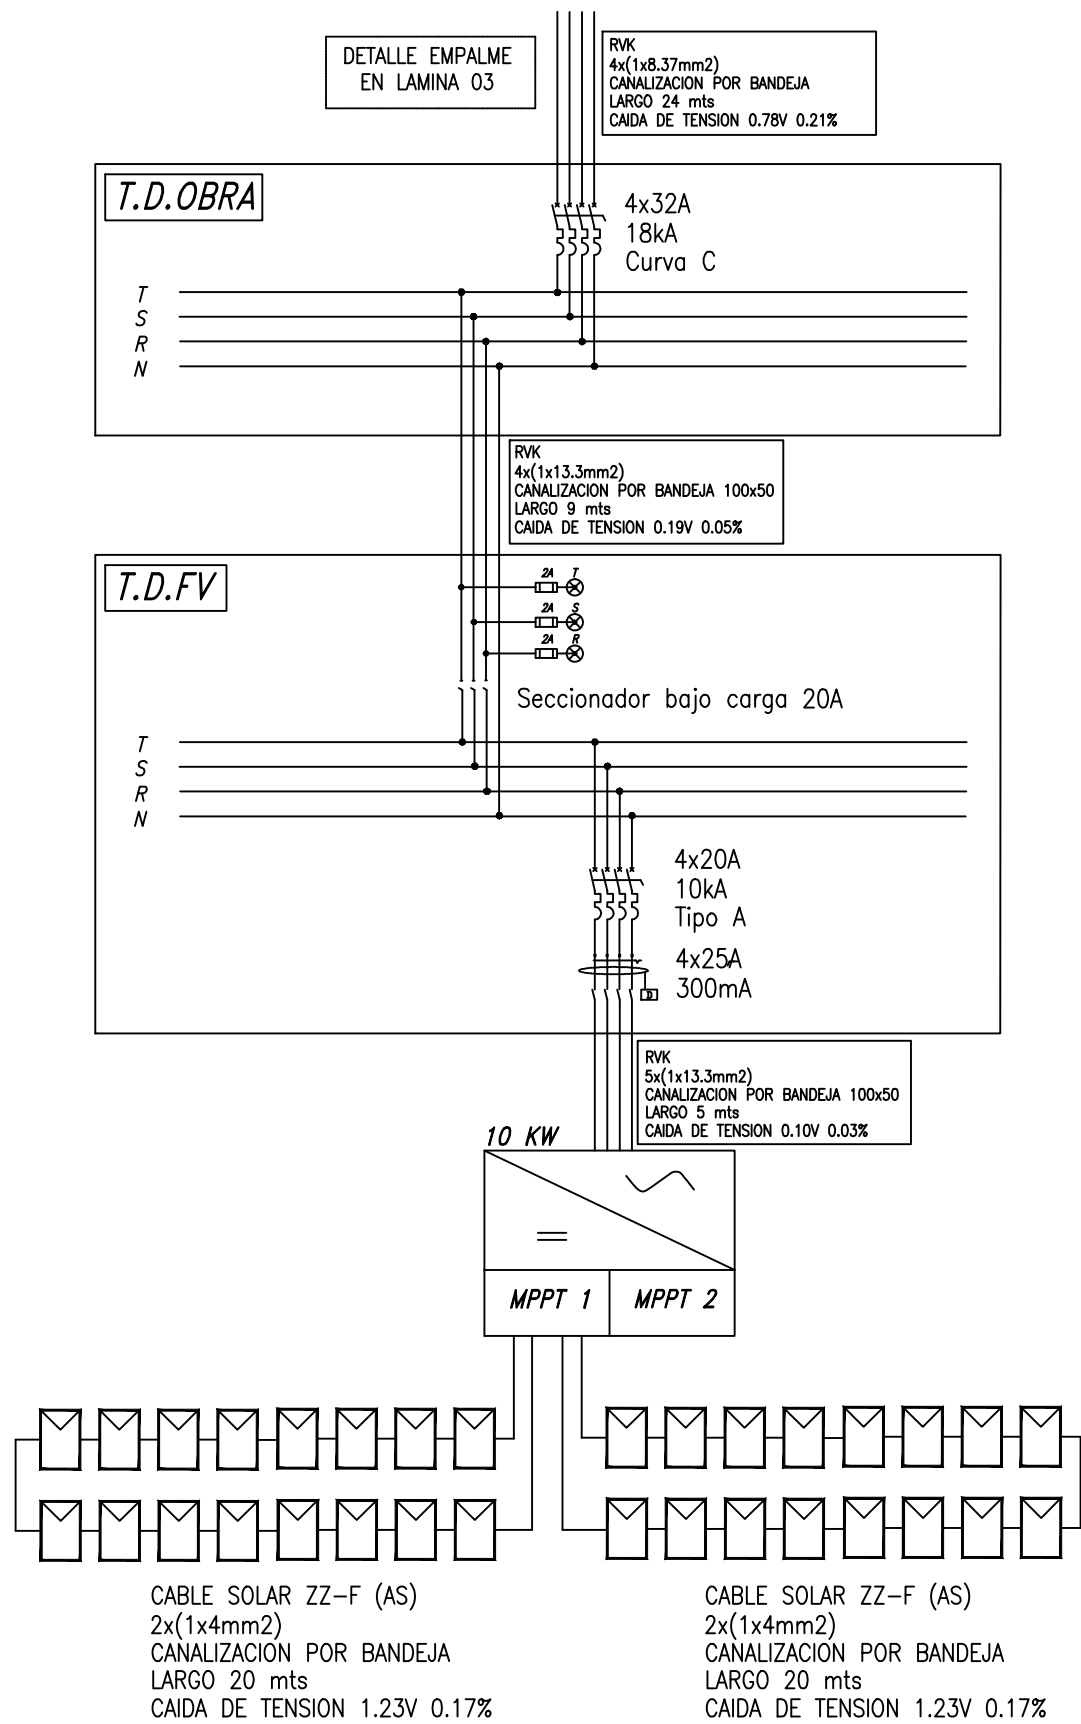 DETALLE EMPALME
EN LAMINA 03
RVK
4x(1x8.37mm2)
CANALIZACION POR BANDEJA
LARGO 24 mts
CAIDA DE TENSION 0.78V 0.21%
T.D.OBRA
4x32A
18kA
Curva C
T
S
R
N
RVK
4x(1x13.3mm2)
CANALIZACION POR BANDEJA 100x50
LARGO 9 mts
CAIDA DE TENSION 0.19V 0.05%
T.D.FV
2A T
2A S
2A R
Seccionador bajo carga 20A
T
S
R
N
4x20A
10kA
Tipo A
4x25A
300mA
D
RVK
5x(1x13.3mm2)
CANALIZACION POR BANDEJA 100x50
LARGO 5 mts
CAIDA DE TENSION 0.10V 0.03%
10 KW
MPPT 1 MPPT 2
CABLE SOLAR ZZ-F (AS)
2x(1x4mm2)
CANALIZACION POR BANDEJA
LARGO 20 mts
CAIDA DE TENSION 1.23V 0.17%
CABLE SOLAR ZZ-F (AS)
2x(1x4mm2)
CANALIZACION POR BANDEJA
LARGO 20 mts
CAIDA DE TENSION 1.23V 0.17%